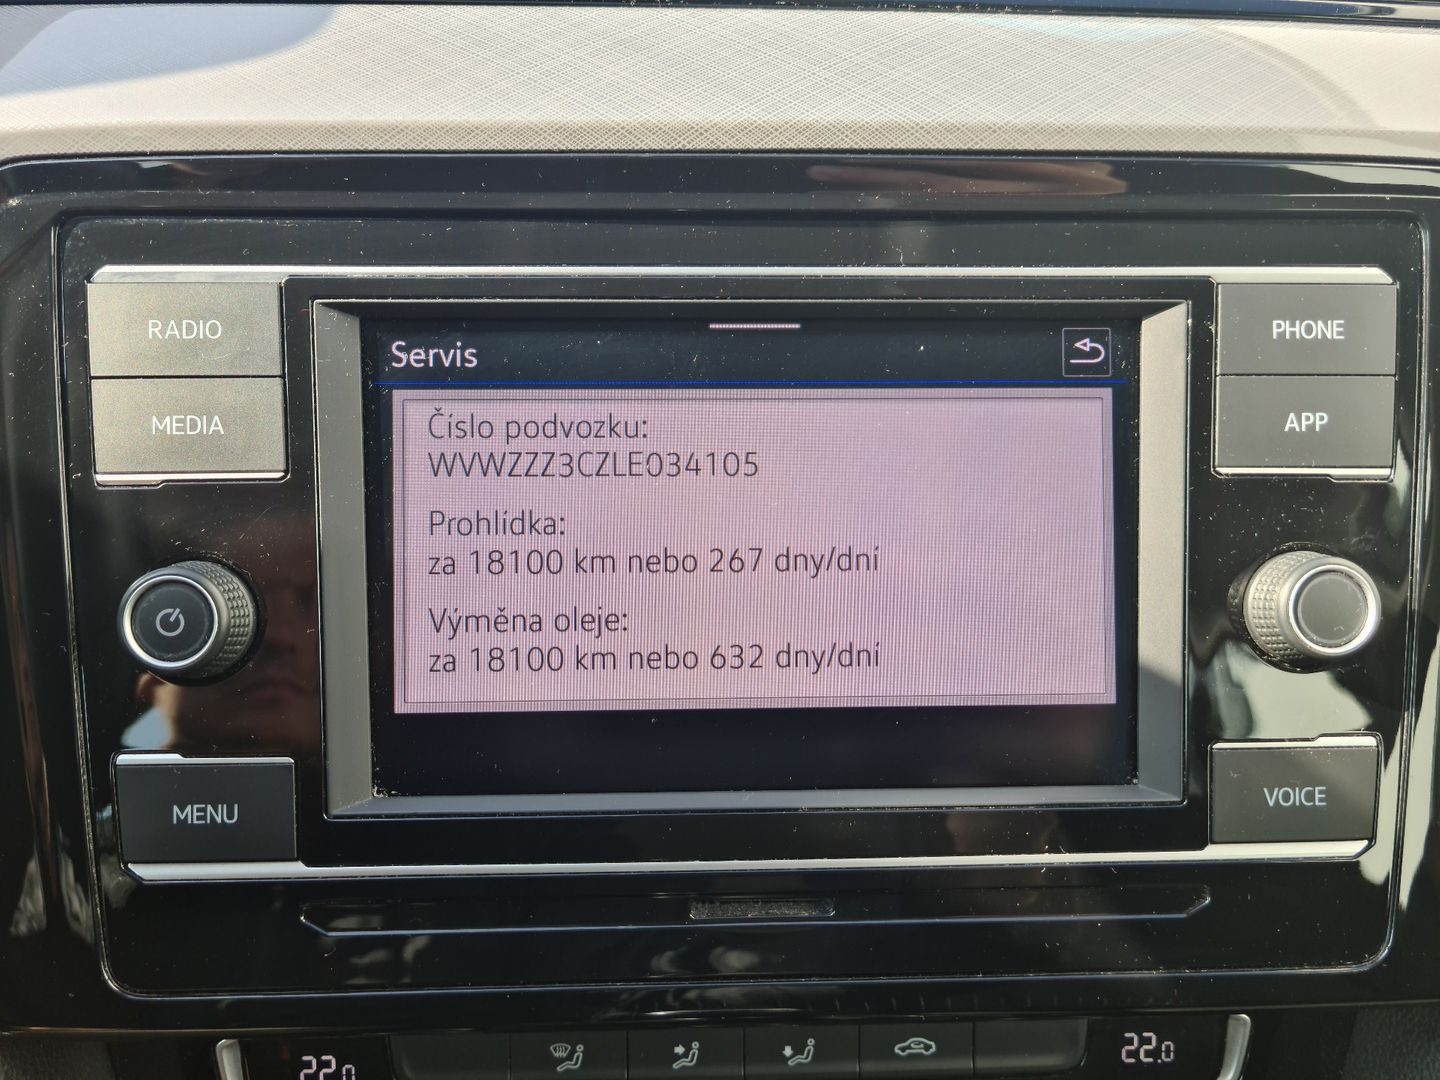 RADIO
MEDIA
MENU
Servis
Číslo podvozku:
WVWZZZ3CZLE034105
Prohlídka:
za 18100 km nebo 267 dny/dní
Výměna oleje:
za 18100 km nebo 632 dny/dní
PHONE
APP
VOICE
22.0
22.0